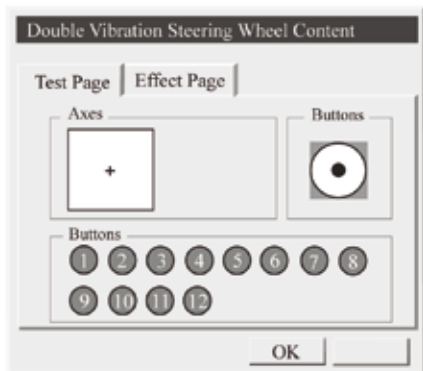 Double Vibration Steering Wheel Content
Test Page Effect Page
Axes Buttons
Buttons
1 2 3 4 5 6 7 8
9 10 11 12
OK